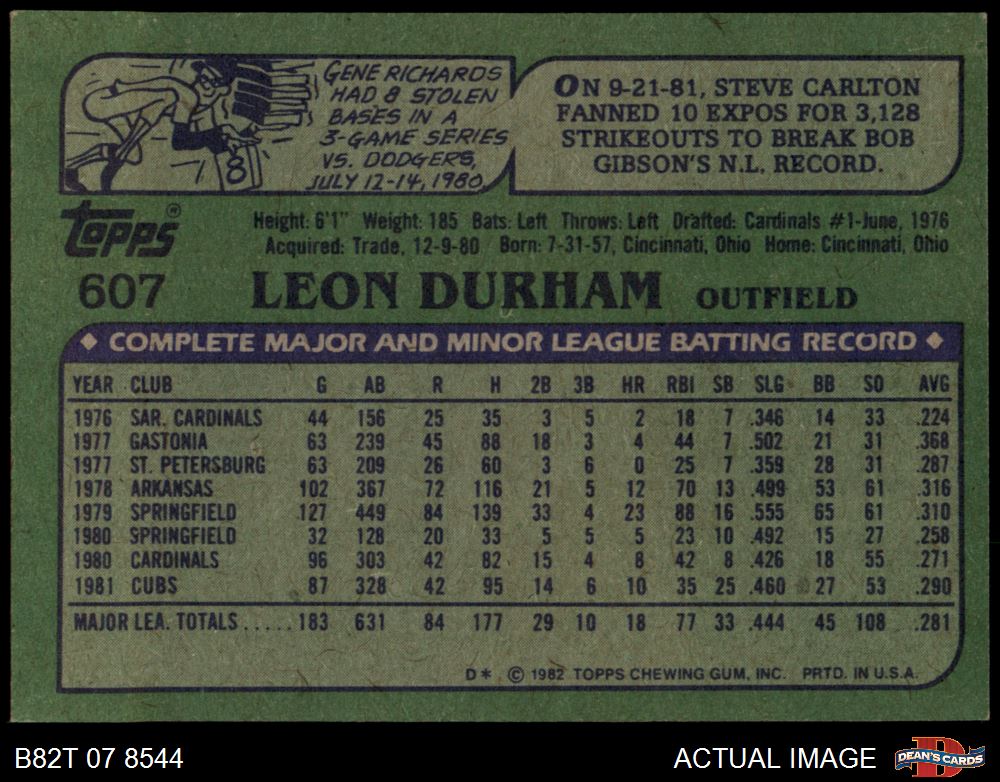 GENE RICHARDS
HAD 8 STOLEN
BASES IN A
3-GAME SERIES
VS. DODGERS,
JULY 12-14, 1980
8
ON 9-21-81, STEVE CARLTON
FANNED 10 EXPOS FOR 3,128
STRIKEOUTS TO BREAK BOB
GIBSON'S N.L. RECORD.
TOPPS®
Height: 6'1" Weight: 185 Bats: Left Throws: Left Drafted: Cardinals #1-June, 1976
Acquired: Trade, 12-9-80 Born: 7-31-57, Cincinnati, Ohio Home: Cincinnati, Ohio
607 LEON DURHAM OUTFIELD
◆ COMPLETE MAJOR AND MINOR LEAGUE BATTING RECORD ◆
YEAR CLUB G AB R H 2B 3B HR RBI SB SLG BB SO AVG
1976 SAR. CARDINALS 44 156 25 35 3 5 2 18 7 .346 14 33 .224
1977 GASTONIA 63 239 45 88 18 3 4 44 7 .502 21 31 .368
1977 ST. PETERSBURG 63 209 26 60 3 6 0 25 7 .359 28 31 .287
1978 ARKANSAS 102 367 72 116 21 5 12 70 13 .499 53 61 .316
1979 SPRINGFIELD 127 449 84 139 33 4 23 88 16 .555 65 61 .310
1980 SPRINGFIELD 32 128 20 33 5 5 5 23 10 .492 15 27 .258
1980 CARDINALS 96 303 42 82 15 4 8 42 8 .426 18 55 .271
1981 CUBS 87 328 42 95 14 6 10 35 25 .460 27 53 .290
MAJOR LEA. TOTALS ..... 183 631 84 177 29 10 18 77 33 .444 45 108 .281
D* © 1982 TOPPS CHEWING GUM, INC. PRTD. IN U.S.A.
B82T 07 8544
ACTUAL IMAGE
D
DEAN'S CARDS